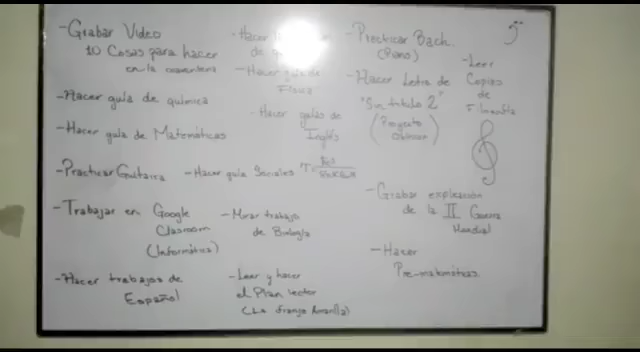 -Grabar Video
10 Cosas para hacer
en la cuarentena
-Hacer guía de química
-Hacer guía de Matemáticas
-Practicar Guitarra
-Trabajar en Google
Clasroom
(Informática)
-Hacer trabajos de
Español
-Hacer
de
-Hacer guía de
Física
-Hacer guías de
Inglés
-Hacer guía Sociales
-Mirar trabajo
de Biología
-Leer y hacer
el Plan lector
(La franja Amarilla)
-Practicar Bach.
(Piano)
-Hacer Letra de
"Sin titulo 2"
(Proyecto
-Leer
Copias
de
Filosofía
-Grabar explicación
de la II Guerra
Mundial
-Hacer
Pre-matemáticas.